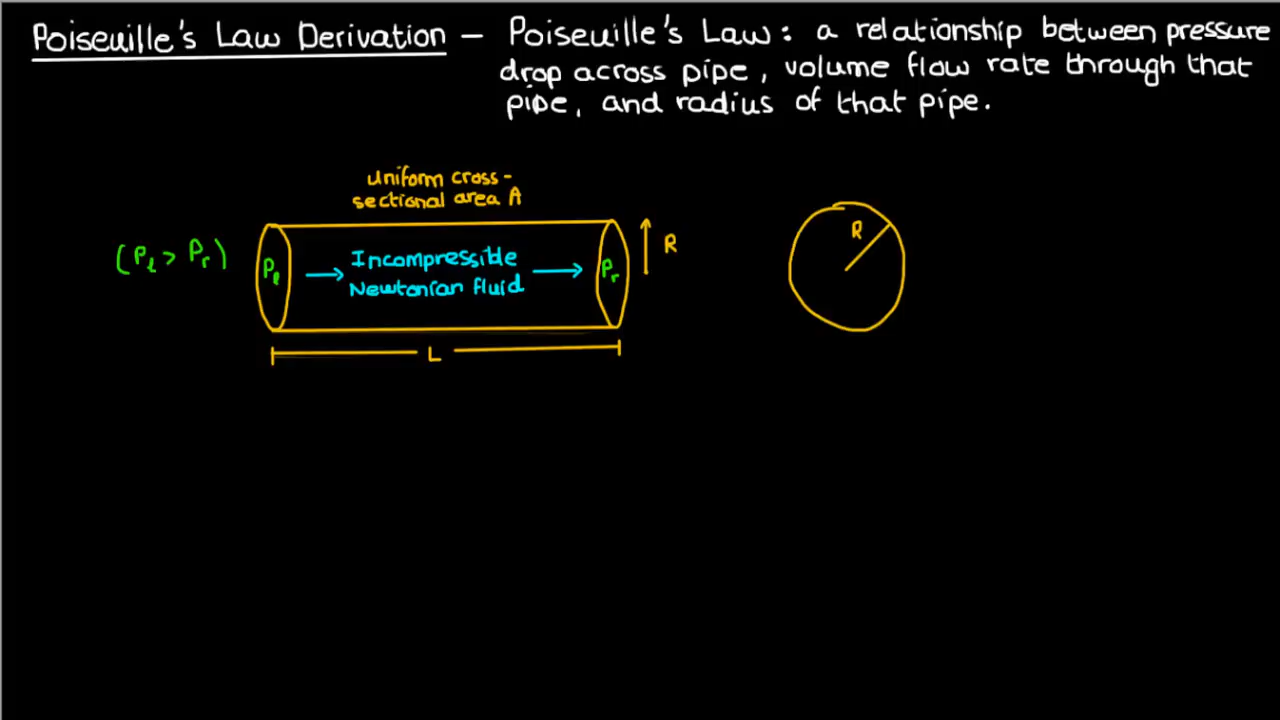 Poiseuille's Law Derivation – Poiseuille's Law: a relationship between pressure
drop across pipe, volume flow rate through that
pipe, and radius of that pipe.
uniform cross-
sectional area A
(Pl > Pr)
Pl
Incompressible
Newtonian fluid
Pr
R
R
L